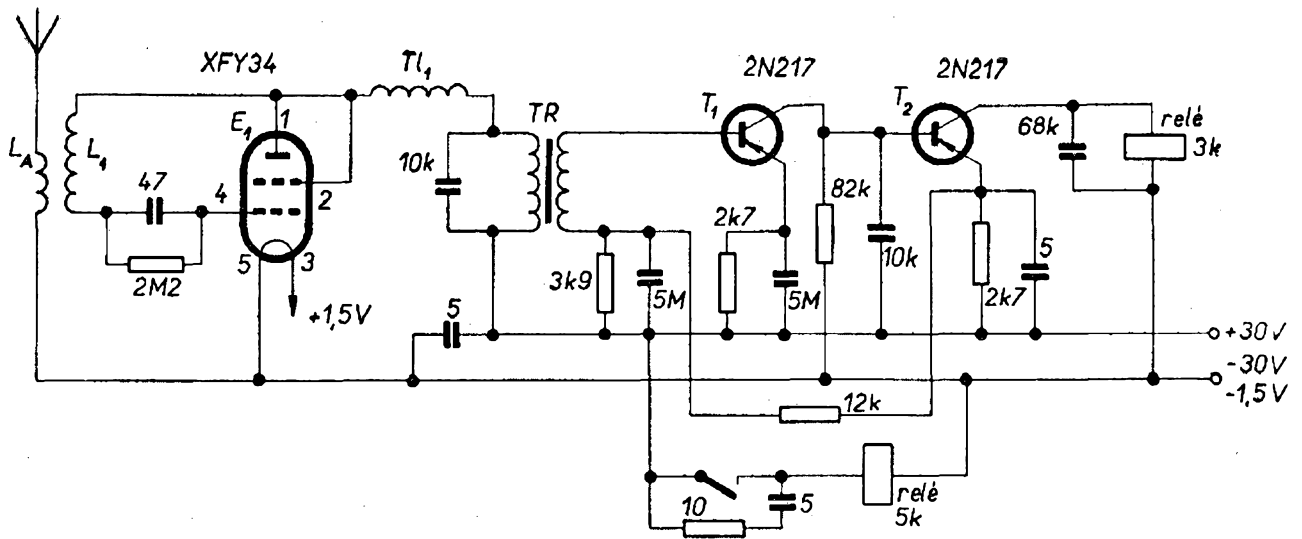 XFY34
Tl1
2N217
2N217
E1
1
TR
T1
T2
68k
relé
3k
LA
L1
10k
47
4
2
82k
2k7
5
3
10k
5
2M2
3k9
5M
5M
2k7
+1,5V
5
+30V
-30V
-1,5V
12k
10
5
relé
5k